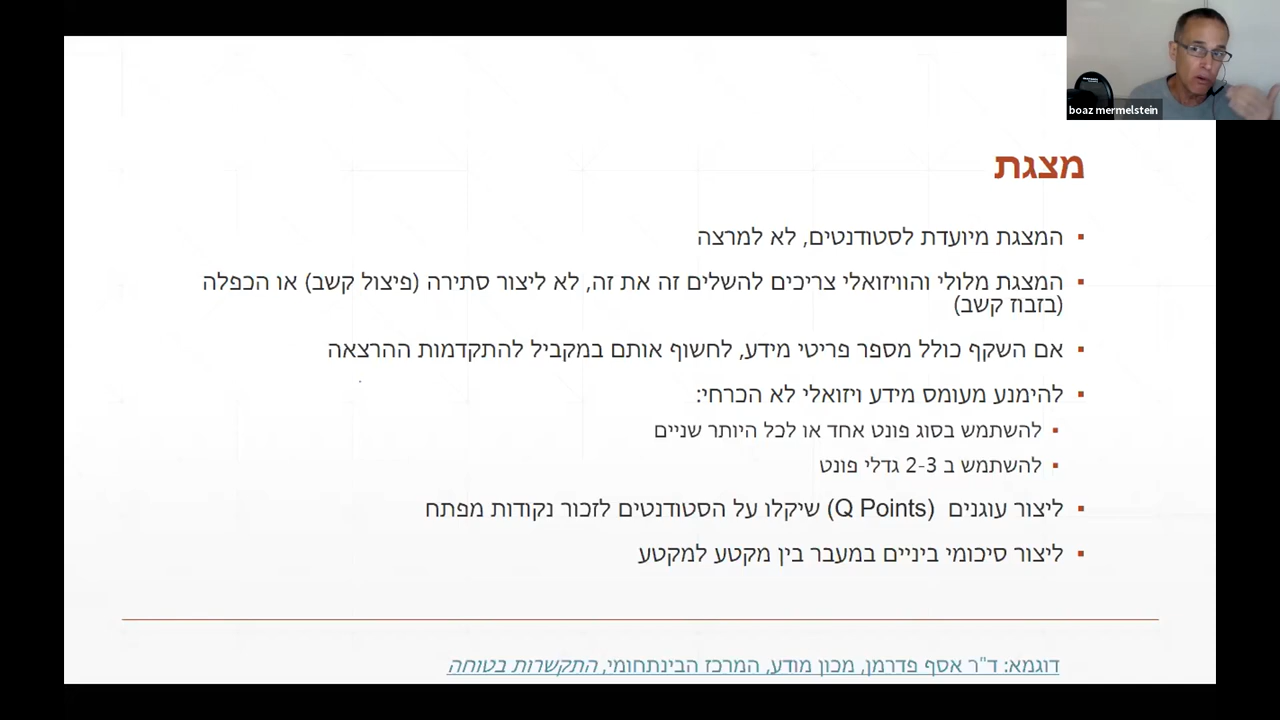 boaz mermelstein
מצגת
המצגת מיועדת לסטודנטים, לא למרצה
המצגת מלולי והוויזואלי צריכים להשלים זה את זה, לא ליצור סתירה (פיצול קשב) או הכפלה
(בזבוז קשב)
אם השקף כולל מספר פריטי מידע, לחשוף אותם במקביל להתקדמות ההרצאה
להימנע מעומס מידע ויזואלי לא הכרחי:
להשתמש בסוג פונט אחד או לכל היותר שניים
להשתמש ב 2-3 גדלי פונט
ליצור עוגנים (Q Points) שיקלו על הסטודנטים לזכור נקודות מפתח
ליצור סיכומי ביניים במעבר בין מקטע למקטע
דוגמא: ד"ר אסף פדרמן, מכון מודע, המרכז הבינתחומי, התקשרות בטוחה